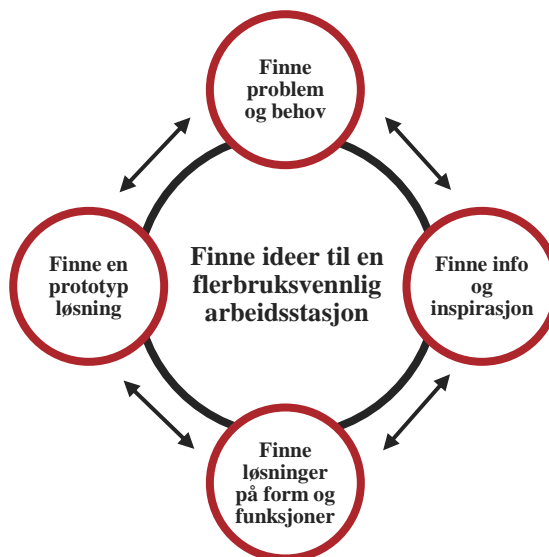 Finne
problem
og behov
Finne ideer til en
flerbruksvennlig
arbeidsstasjon
Finne en
prototyp
løsning
Finne info
og
inspirasjon
Finne
løsninger
på form og
funksjoner